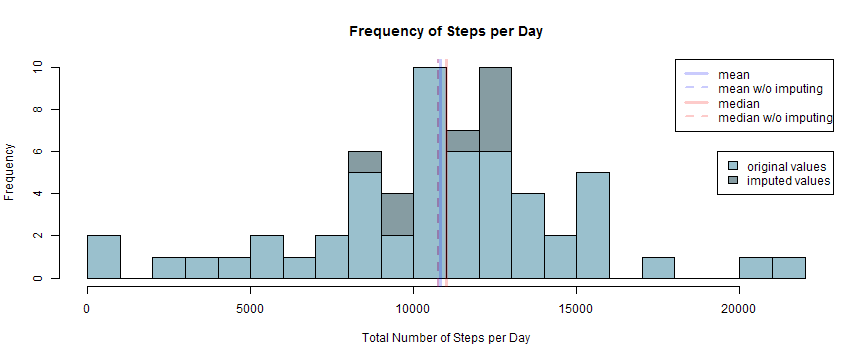 Frequency of Steps per Day
mean
mean w/o imputing
median
median w/o imputing
original values
imputed values
Frequency
10
8
6
4
2
0
0 5000 10000 15000 20000
Total Number of Steps per Day